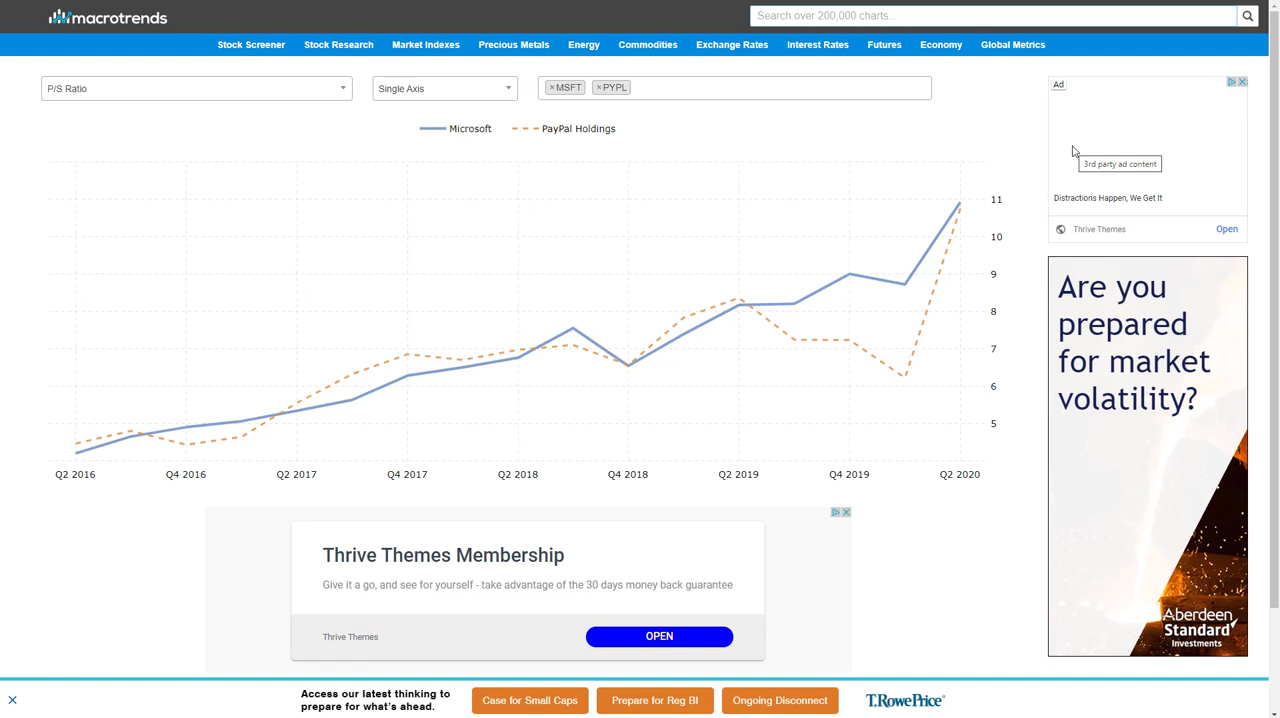 macrotrends
Search over 200,000 charts...
Stock Screener Stock Research Market Indexes Precious Metals Energy Commodities Exchange Rates Interest Rates Futures Economy Global Metrics
P/S Ratio
Single Axis
×MSFT ×PYPL
Microsoft PayPal Holdings
11
10
9
8
7
6
5
Q2 2016 Q4 2016 Q2 2017 Q4 2017 Q2 2018 Q4 2018 Q2 2019 Q4 2019 Q2 2020
Ad
3rd party ad content
Distractions Happen, We Get It
Thrive Themes Open
Are you
prepared
for market
volatility?
Aberdeen
Standard
Investments
Thrive Themes Membership
Give it a go, and see for yourself - take advantage of the 30 days money back guarantee
Thrive Themes OPEN
Access our latest thinking to
prepare for what's ahead.
Case for Small Caps Prepare for Reg BI Ongoing Disconnect
T.RowePrice